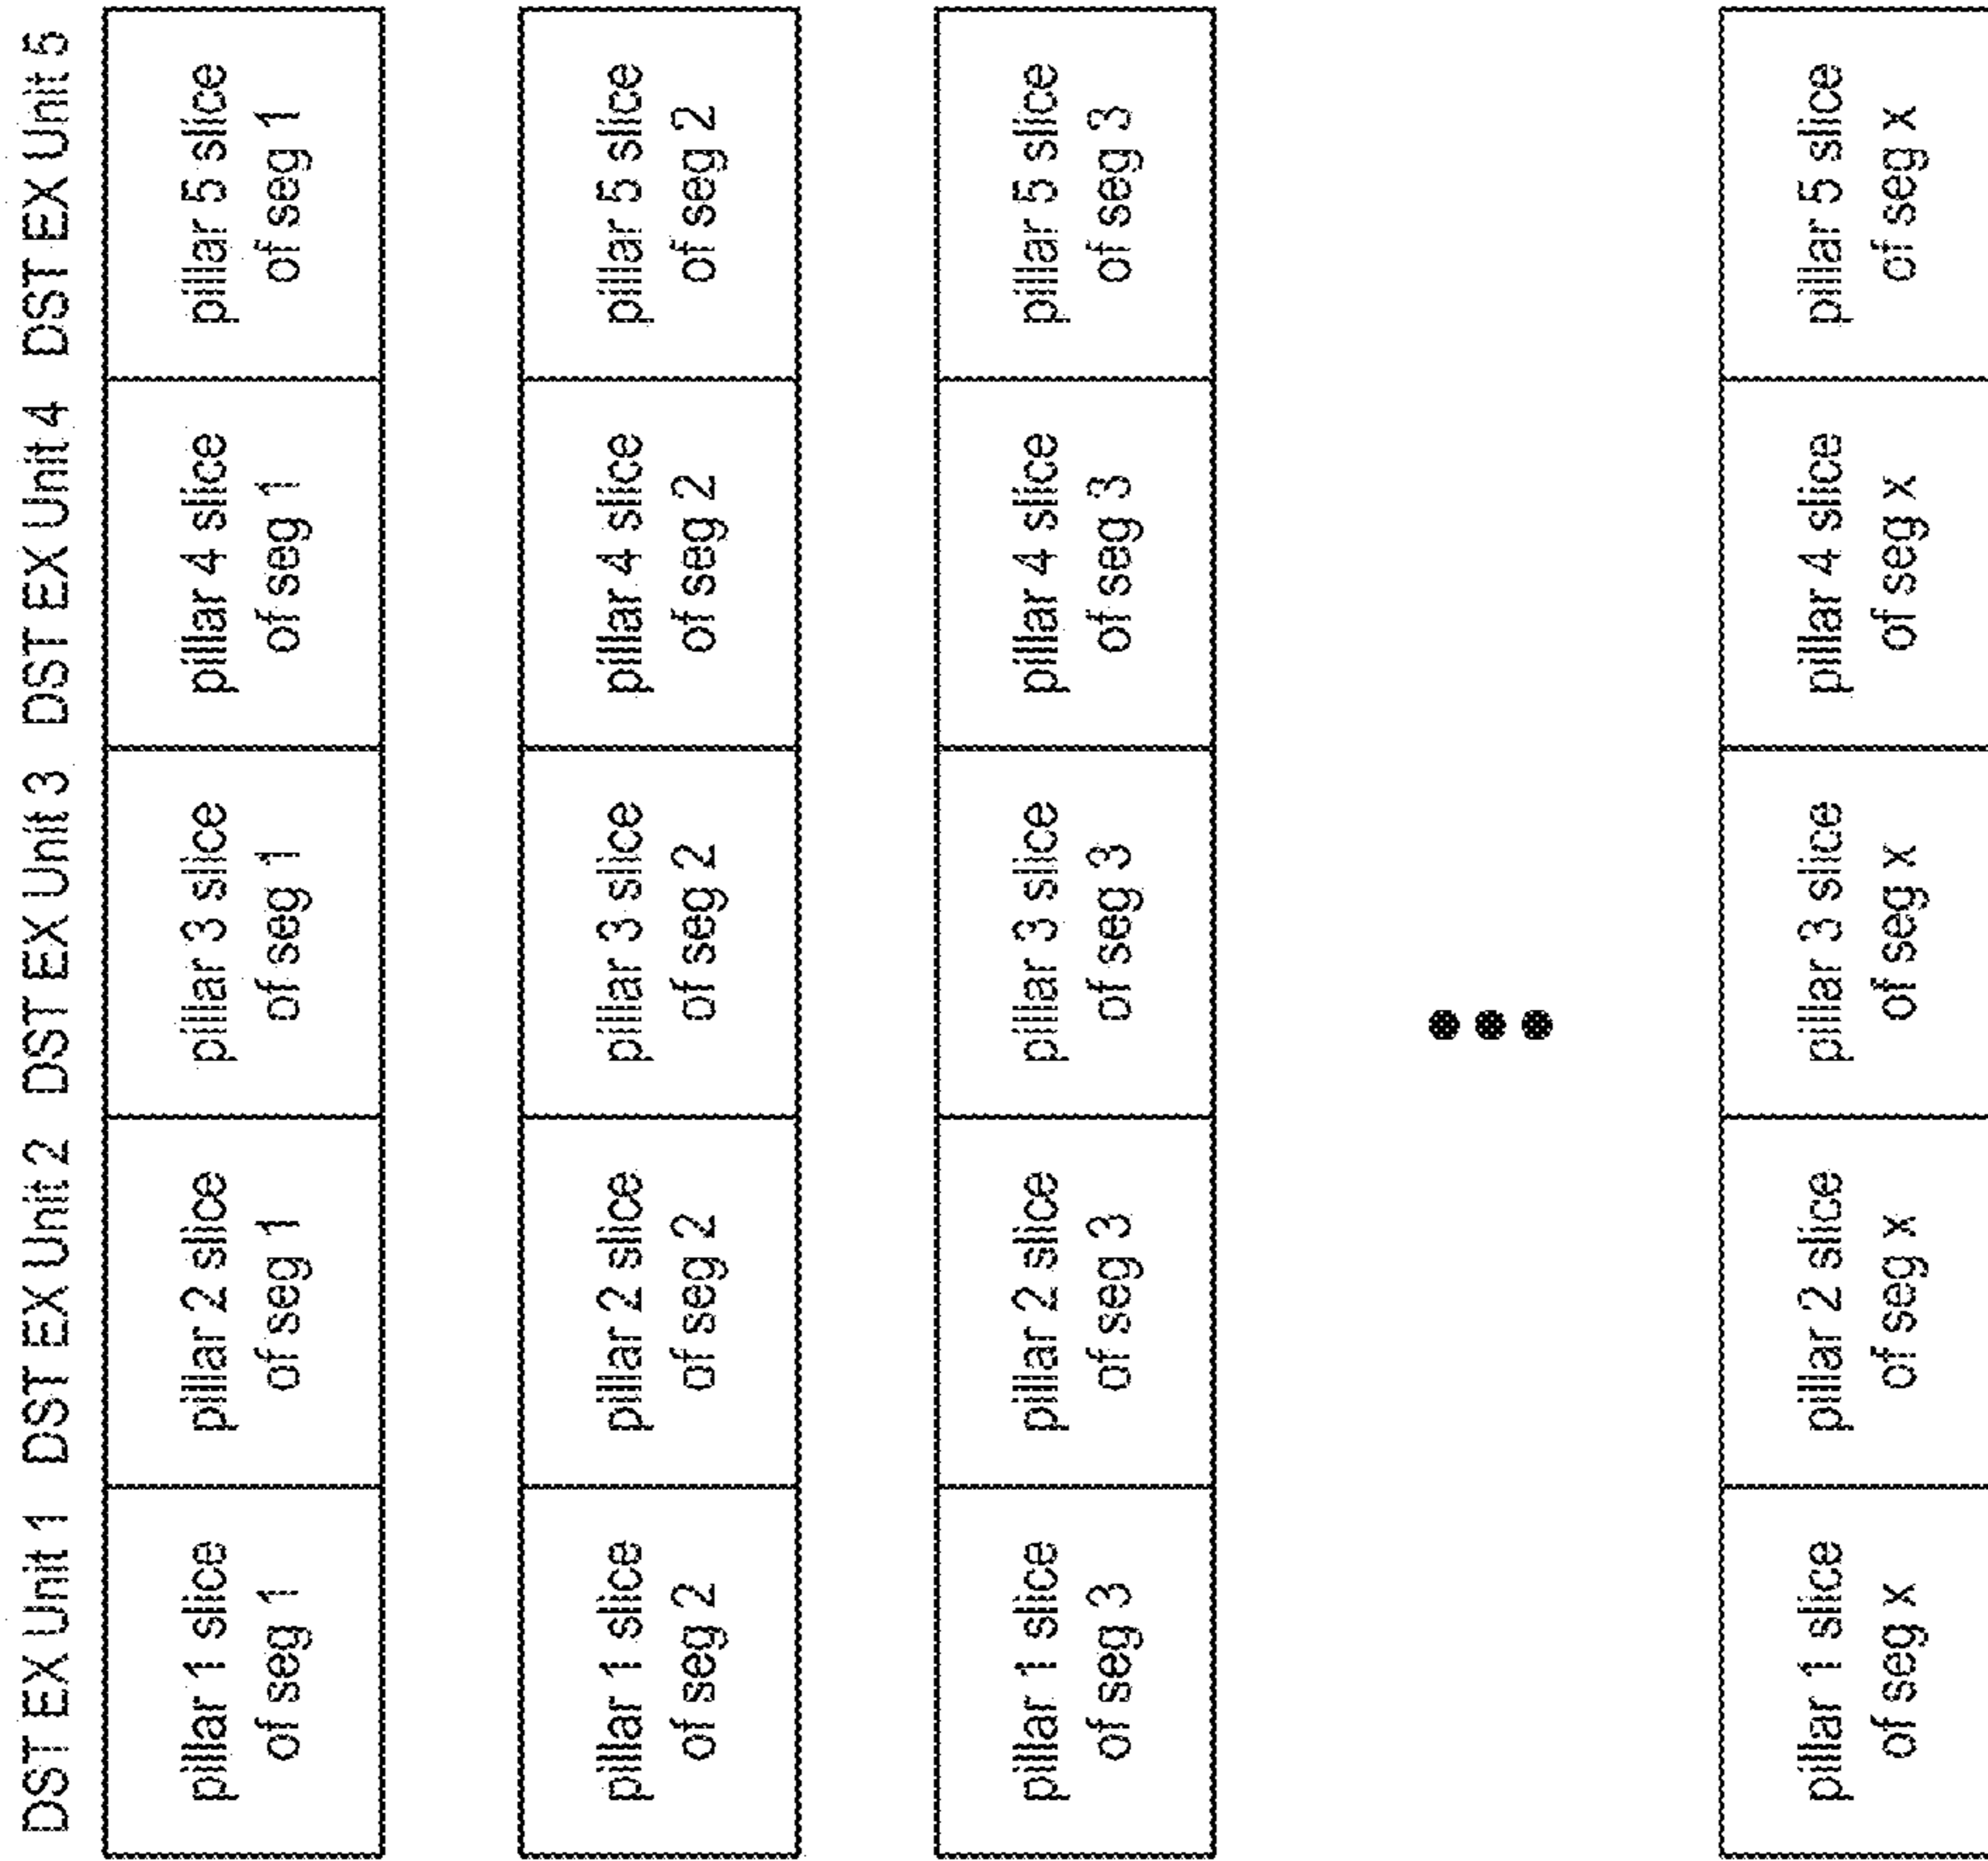 DST EX Unit 1 DST EX Unit 2 DST EX Unit 3 DST EX Unit 4 DST EX Unit 5
pillar 1 slice
of seg 1
pillar 2 slice
of seg 1
pillar 3 slice
of seg 1
pillar 4 slice
of seg 1
pillar 5 slice
of seg 1
pillar 1 slice
of seg 2
pillar 2 slice
of seg 2
pillar 3 slice
of seg 2
pillar 4 slice
of seg 2
pillar 5 slice
of seg 2
pillar 1 slice
of seg 3
pillar 2 slice
of seg 3
pillar 3 slice
of seg 3
pillar 4 slice
of seg 3
pillar 5 slice
of seg 3
pillar 1 slice
of seg x
pillar 2 slice
of seg x
pillar 3 slice
of seg x
pillar 4 slice
of seg x
pillar 5 slice
of seg x